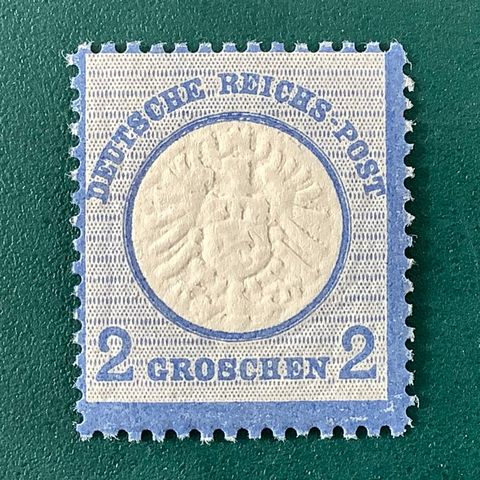 DEUTSCHE REICHS-POST
2 GROSCHEN 2